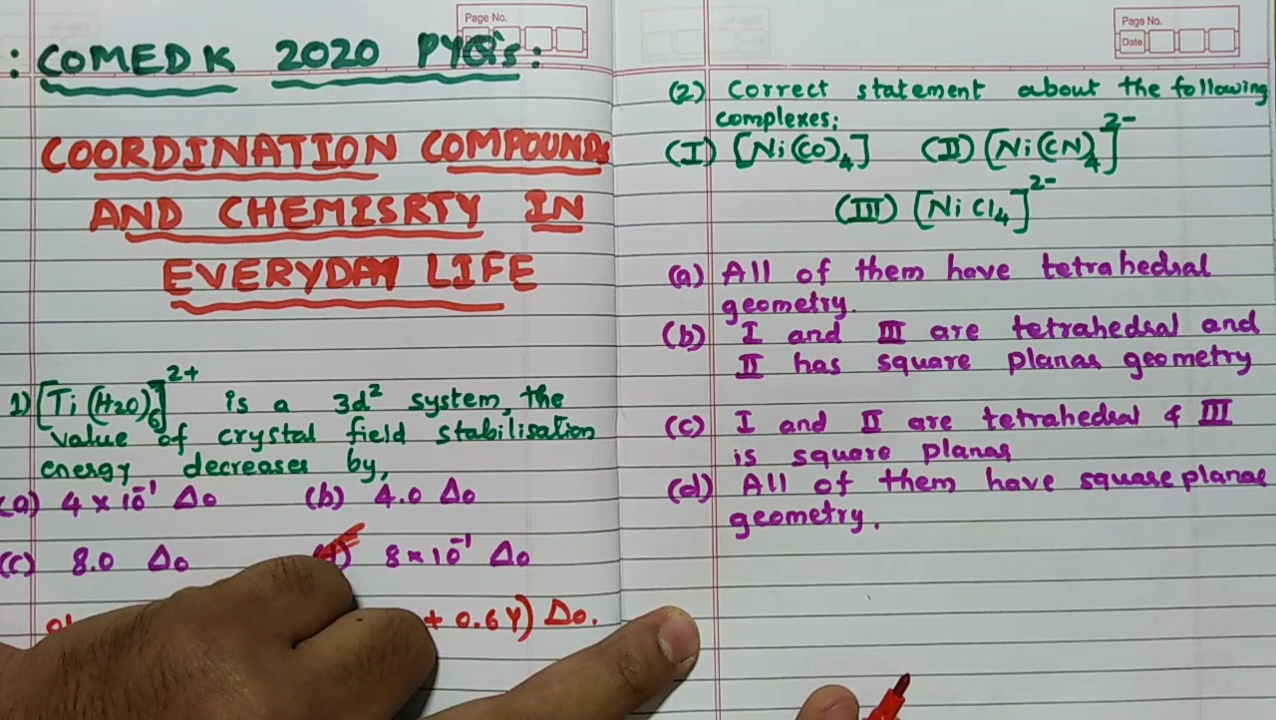 Page No.
: COMEDK 2020 PYQ's :
COORDINATION COMPOUNDS
AND CHEMISRTY IN
EVERYDAY LIFE
1) [Ti(H2O)6]2+ is a 3d2 system, the
value of crystal field stabilisation
energy decreases by,
(a) 4 × 10-1 Δo (b) 4.0 Δo
(c) 8.0 Δo (d) 8×10-1 Δo
+ 0.6Y) Δo.
Page No.
Date
(2) Correct statement about the following
complexes;
(I) [Ni(CO)4] (II) [Ni(CN)4]2-
(III) [NiCl4]2-
(a) All of them have tetrahedral
geometry.
(b) I and III are tetrahedral and
II has square planar geometry
(c) I and II are tetrahedral & III
is square planar
(d) All of them have square planar
geometry.